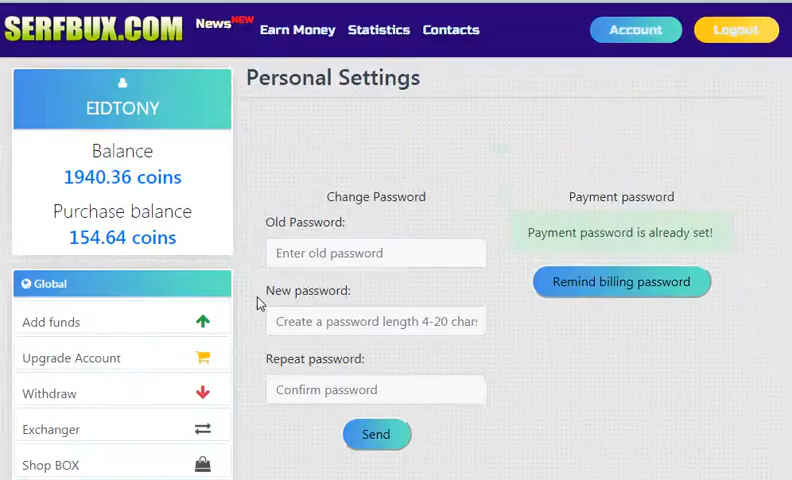 SERFBUX.COM
News NEW
Earn Money
Statistics
Contacts
Account
Logout
EIDTONY
Balance
1940.36 coins
Purchase balance
154.64 coins
Global
Add funds
Upgrade Account
Withdraw
Exchanger
Shop BOX
Personal Settings
Change Password
Old Password:
Enter old password
New password:
Create a password length 4-20 char:
Repeat password:
Confirm password
Send
Payment password
Payment password is already set!
Remind billing password